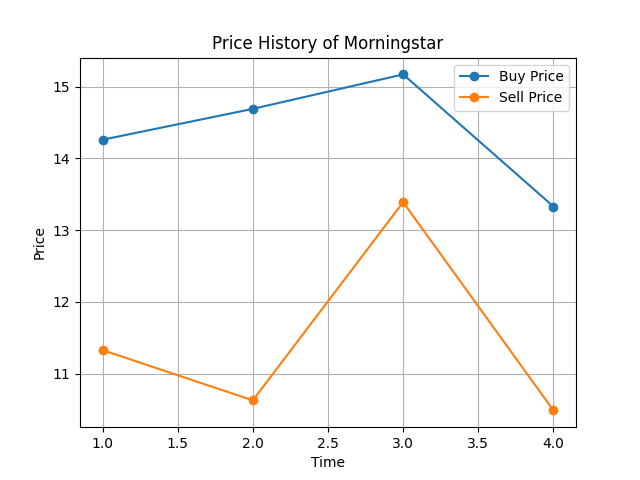 Price History of Morningstar
Buy Price
Sell Price
15
14
13
12
11
Price
1.0 1.5 2.0 2.5 3.0 3.5 4.0
Time